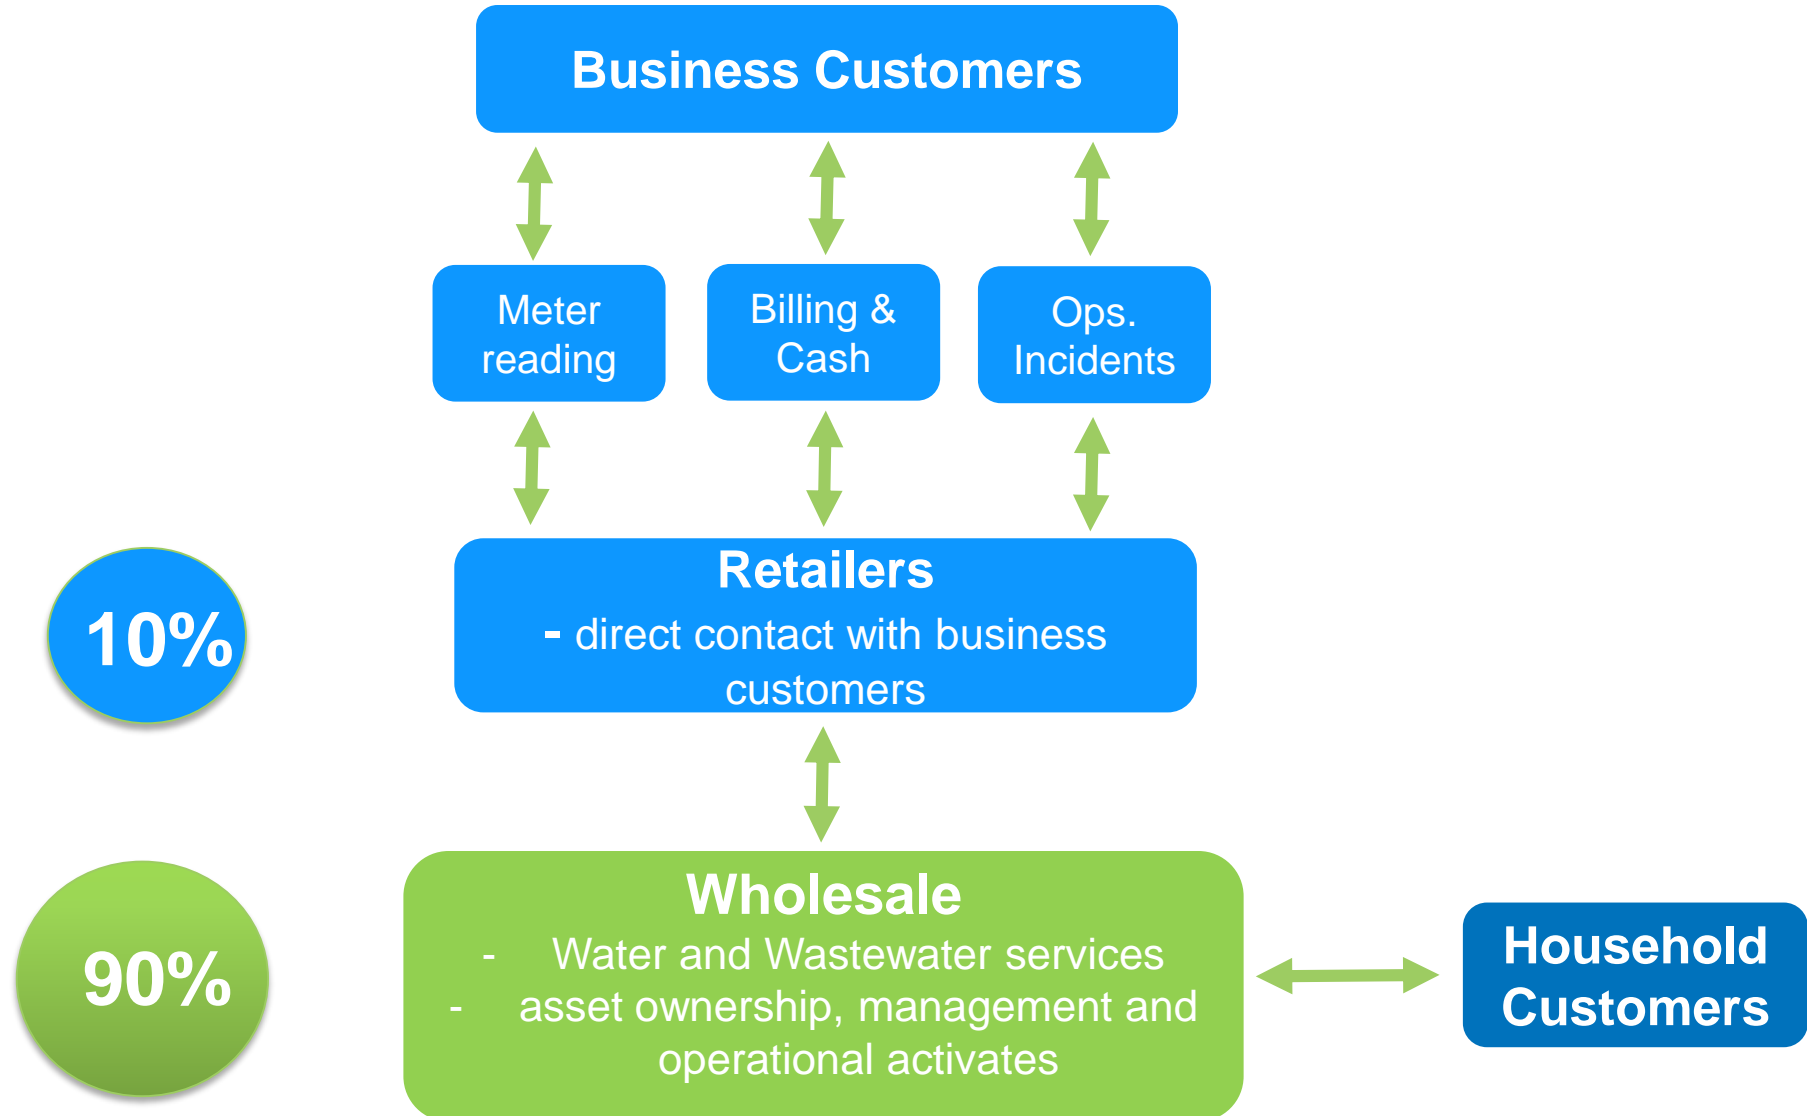 Business Customers
Meter
reading
Billing &
Cash
Ops.
Incidents
10%
Retailers
- direct contact with business
customers
90%
Wholesale
- Water and Wastewater services
- asset ownership, management and
operational activates
Household
Customers